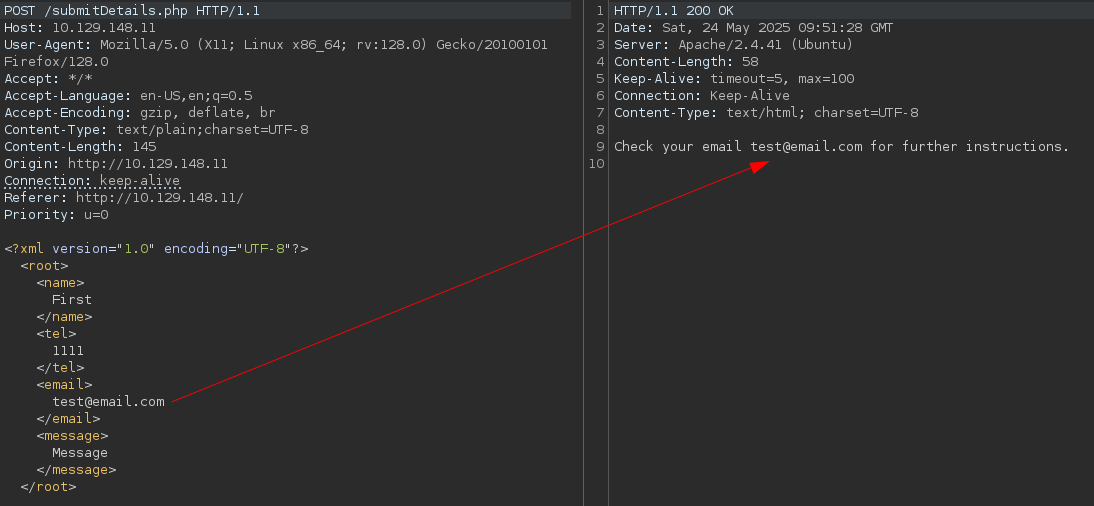 POST /submitDetails.php HTTP/1.1
Host: 10.129.148.11
User-Agent: Mozilla/5.0 (X11; Linux x86_64; rv:128.0) Gecko/20100101
Firefox/128.0
Accept: */*
Accept-Language: en-US,en;q=0.5
Accept-Encoding: gzip, deflate, br
Content-Type: text/plain;charset=UTF-8
Content-Length: 145
Origin: http://10.129.148.11
Connection: keep-alive
Referer: http://10.129.148.11/
Priority: u=0
<?xml version="1.0" encoding="UTF-8"?>
<root>
<name>
First
</name>
<tel>
1111
</tel>
<email>
test@email.com
</email>
<message>
Message
</message>
</root>
1 HTTP/1.1 200 OK
2 Date: Sat, 24 May 2025 09:51:28 GMT
3 Server: Apache/2.4.41 (Ubuntu)
4 Content-Length: 58
5 Keep-Alive: timeout=5, max=100
6 Connection: Keep-Alive
7 Content-Type: text/html; charset=UTF-8
8
9 Check your email test@email.com for further instructions.
10